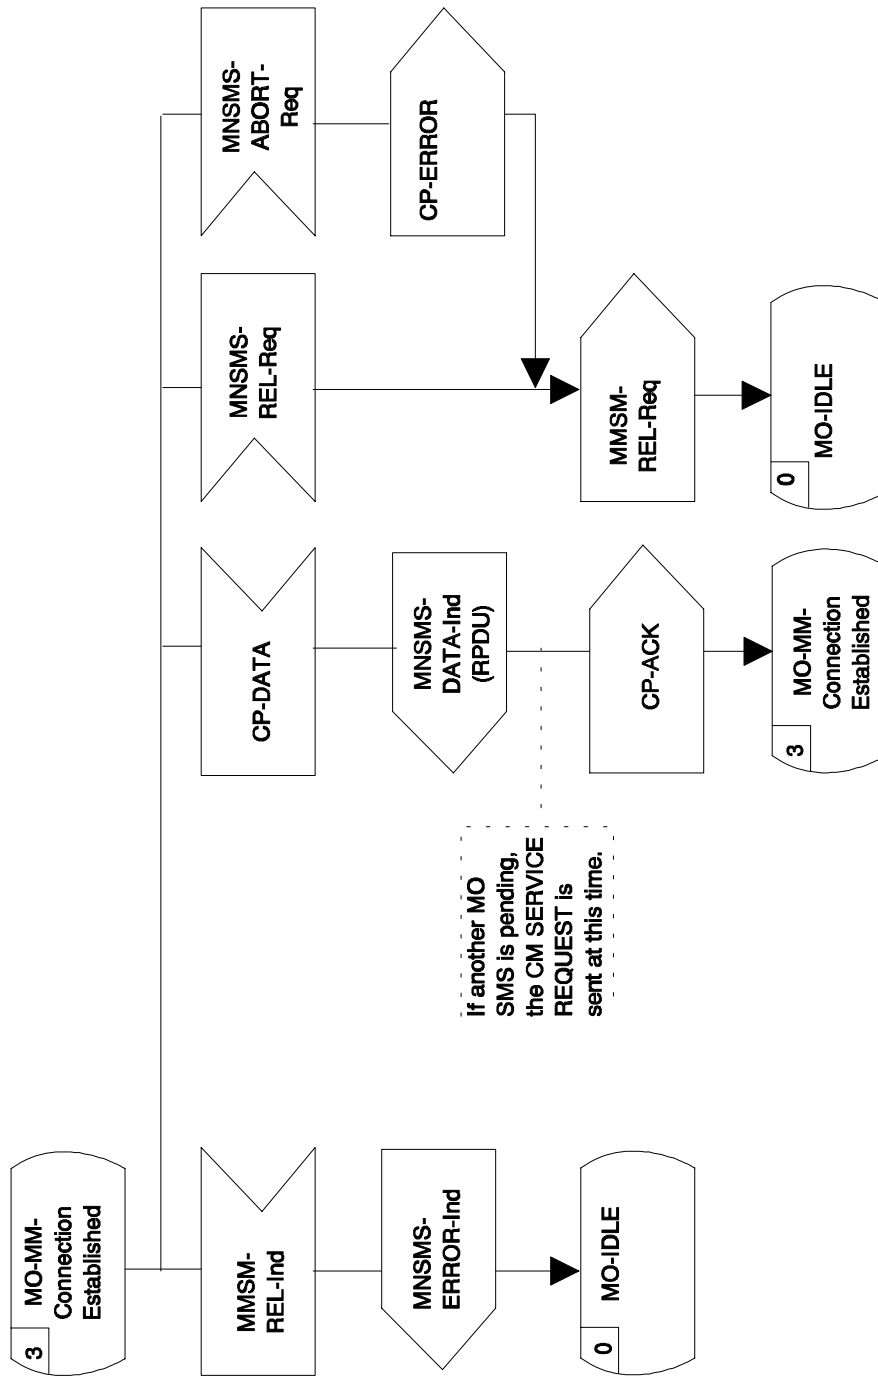 3
MO-MM-
Connection
Established
MMSM-
REL-Ind
MNSMS-
ERROR-Ind
0
MO-IDLE
CP-DATA
MNSMS-
DATA-Ind
(RPDU)
If another MO
SMS is pending,
the CM SERVICE
REQUEST is
sent at this time.
CP-ACK
3
MO-MM-
Connection
Established
MNSMS-
REL-Req
MNSMS-
ABORT-
Req
CP-ERROR
MMSM-
REL-Req
0
MO-IDLE